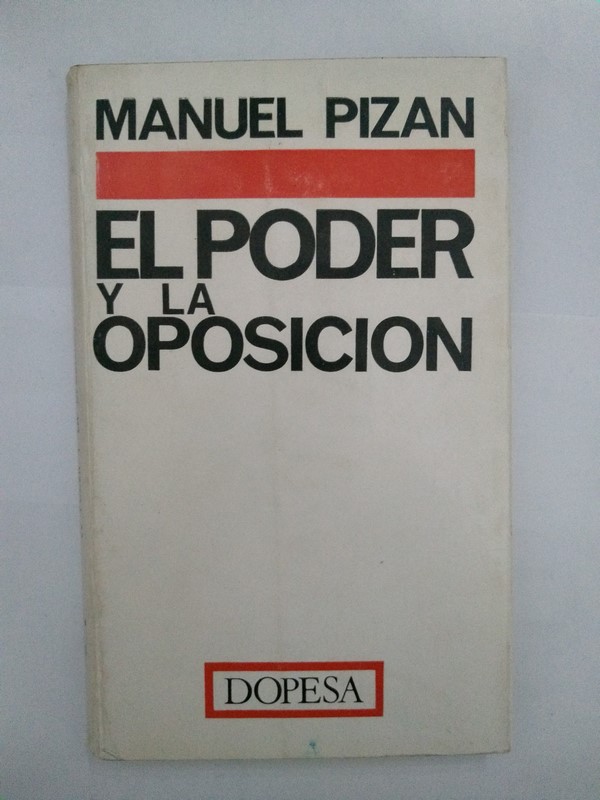 MANUEL PIZAN
EL PODER
Y LA
OPOSICION
DOPESA